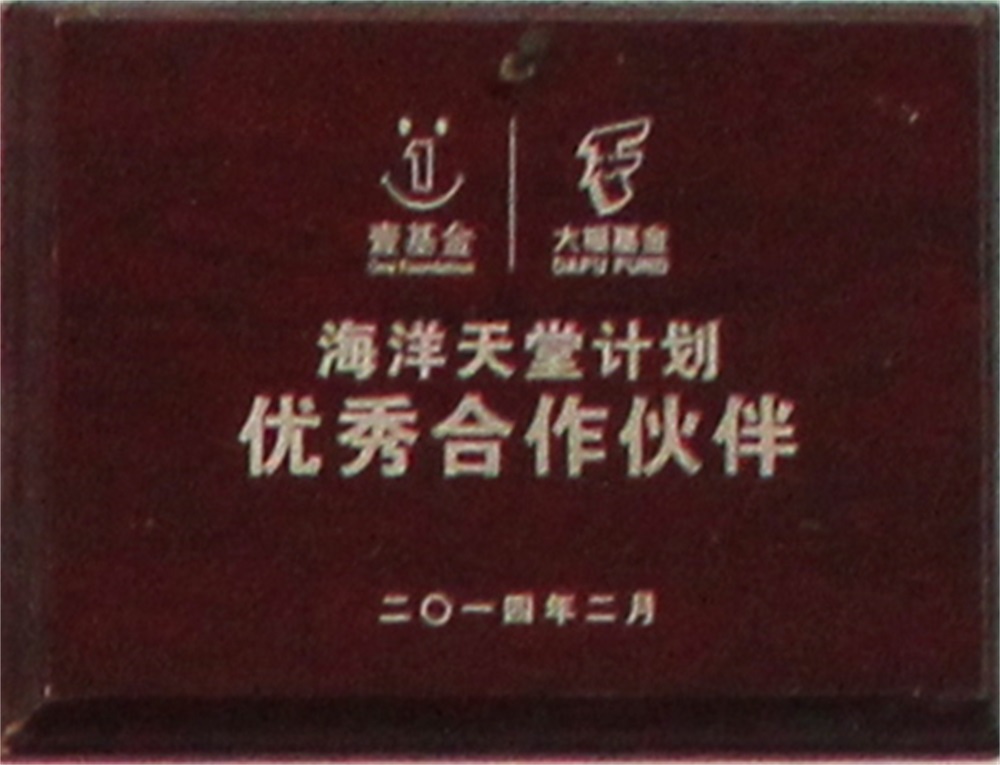 1
壹基金
One Foundation
大福基金
DAFU FUND
海洋天堂计划
优秀合作伙伴
二〇一四年二月